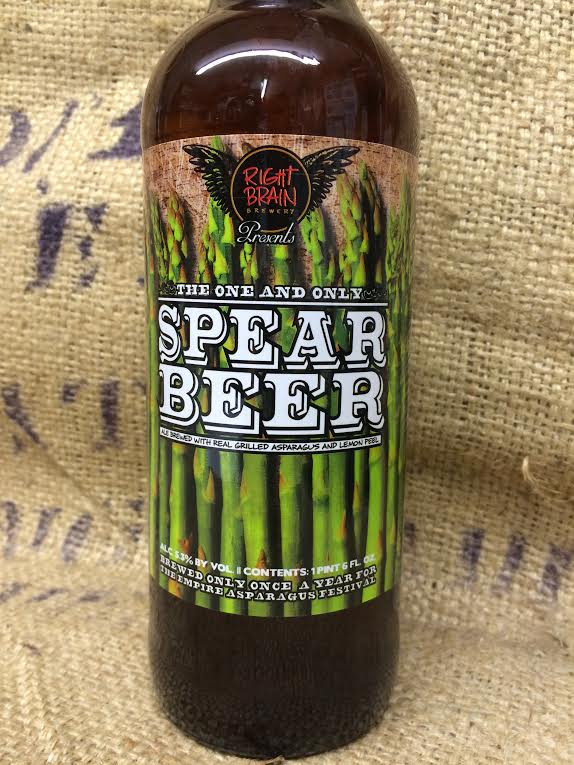 RIGHT
BRAIN
BREWERY
Presents
THE ONE AND ONLY
SPEAR
BEER
ALE BREWED WITH REAL GRILLED ASPARAGUS AND LEMON PEEL
ALC. 5.3% BY VOL. || CONTENTS: 1 PINT 6 FL. OZ.
BREWED ONLY ONCE A YEAR FOR
THE EMPIRE ASPARAGUS FESTIVAL